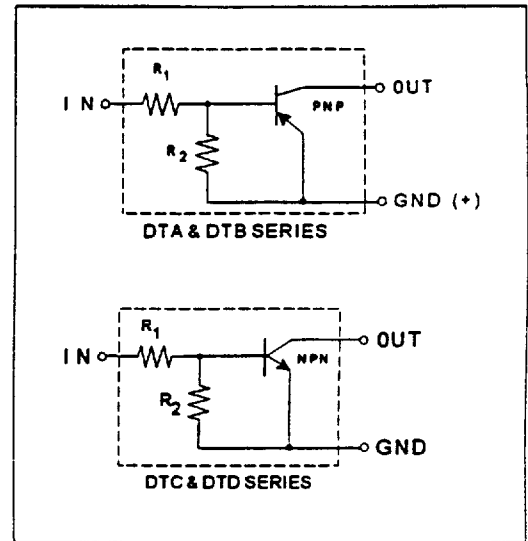 R1
IN
R2
PNP
OUT
GND (+)
DTA & DTB SERIES
R1
IN
R2
NPN
OUT
GND
DTC & DTD SERIES